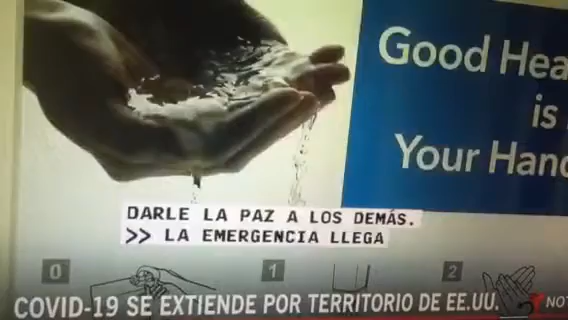 Good Hea
is
Your Hand
DARLE LA PAZ A LOS DEMÁS.
>> LA EMERGENCIA LLEGA
0 1 2
COVID-19 SE EXTIENDE POR TERRITORIO DE EE.UU.
NOT